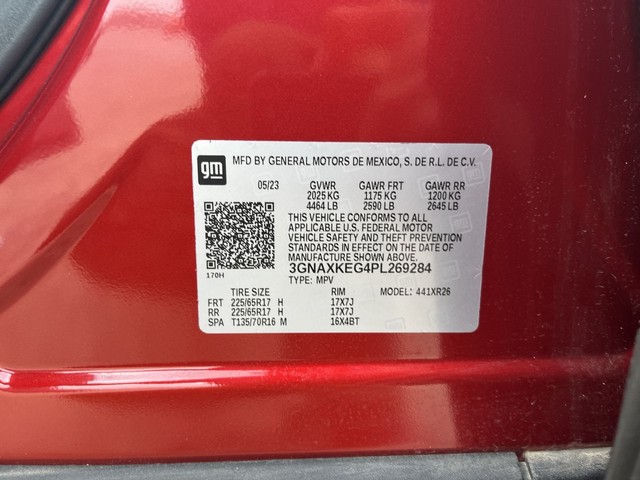 gm MFD BY GENERAL MOTORS DE MEXICO, S. DE R.L. DE C.V.
05/23 GVWR GAWR FRT GAWR RR
2025 KG 1175 KG 1200 KG
4464 LB 2590 LB 2645 LB
THIS VEHICLE CONFORMS TO ALL
APPLICABLE U.S. FEDERAL MOTOR
VEHICLE SAFETY AND THEFT PREVENTION
STANDARDS IN EFFECT ON THE DATE OF
MANUFACTURE SHOWN ABOVE.
3GNAXKEG4PL269284
170H TYPE: MPV
TIRE SIZE RIM MODEL: 441XR26
FRT 225/65R17 H 17X7J
RR 225/65R17 H 17X7J
SPA T135/70R16 M 16X4BT